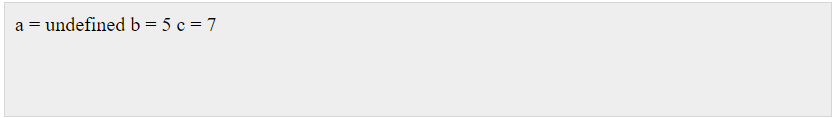 a = undefined b = 5 c = 7